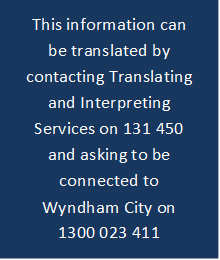 This information can
be translated by
contacting Translating
and Interpreting
Services on 131 450
and asking to be
connected to
Wyndham City on
1300 023 411